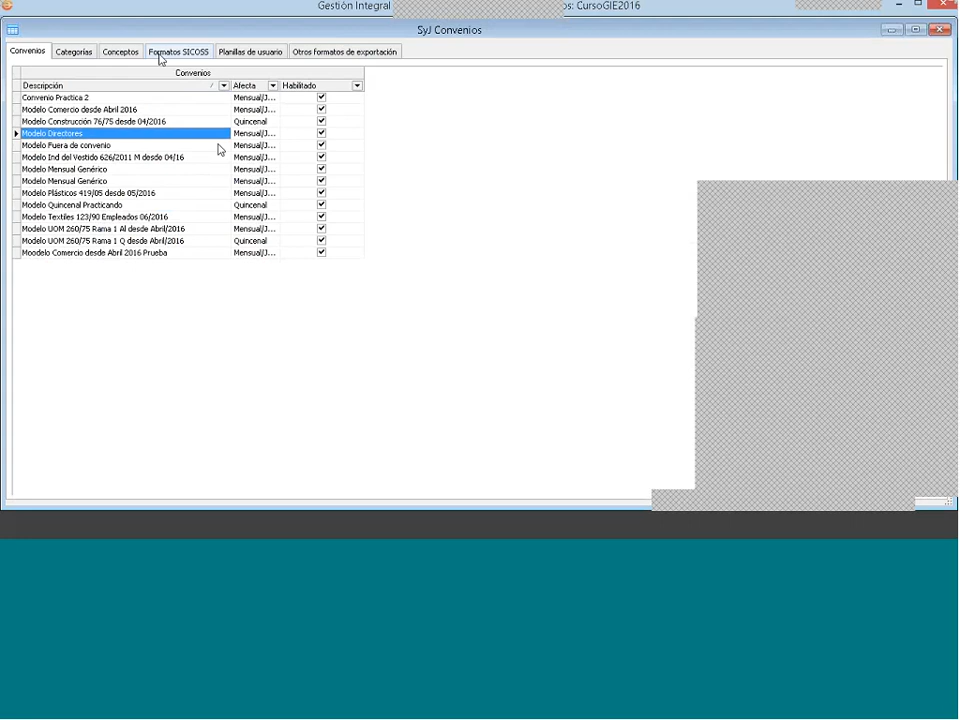 Gestión Integral os: CursoGIE2016
SyJ Convenios
Convenios Categorías Conceptos Formatos SICOSS Planillas de usuario Otros formatos de exportación
Convenios
Descripción Afecta Habilitado
Convenio Practica 2 Mensual/J...
Modelo Comercio desde Abril 2016 Mensual/J...
Modelo Construcción 76/75 desde 04/2016 Quincenal
Modelo Directores Mensual/J...
Modelo Fuera de convenio Mensual/J...
Modelo Ind del Vestido 626/2011 M desde 04/16 Mensual/J...
Modelo Mensual Genérico Mensual/J...
Modelo Mensual Genérico Mensual/J...
Modelo Plásticos 419/05 desde 05/2016 Mensual/J...
Modelo Quincenal Practicando Quincenal
Modelo Textiles 123/90 Empleados 06/2016 Mensual/J...
Modelo UOM 260/75 Rama 1 Al desde Abril/2016 Mensual/J...
Modelo UOM 260/75 Rama 1 Q desde Abril/2016 Quincenal
Moodelo Comercio desde Abril 2016 Prueba Mensual/J...